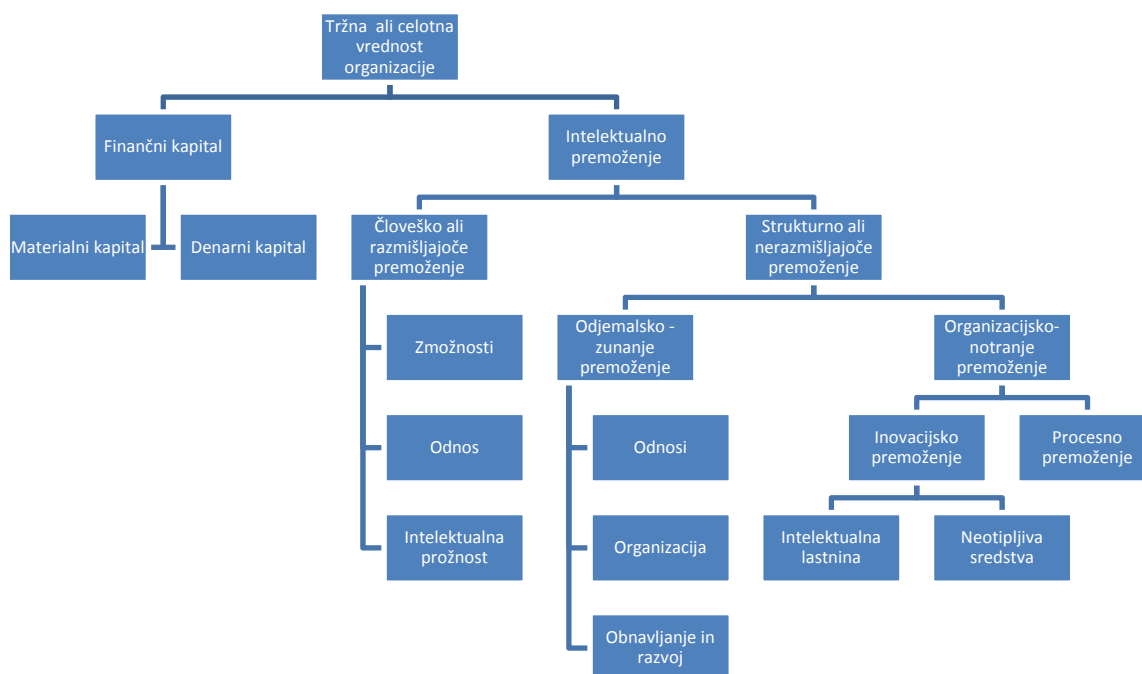 Tržna ali celotna
vrednost
organizacije
Finančni kapital
Intelektualno
premoženje
Materialni kapital
Denarni kapital
Človeško ali
razmišljajoče
premoženje
Strukturno ali
nerazmišljajoče
premoženje
Zmožnosti
Odjemalsko -
zunanje
premoženje
Organizacijsko-
notranje
premoženje
Odnos
Odnosi
Inovacijsko
premoženje
Procesno
premoženje
Intelektualna
prožnost
Organizacija
Intelektualna
lastnina
Neotipljiva
sredstva
Obnavljanje in
razvoj